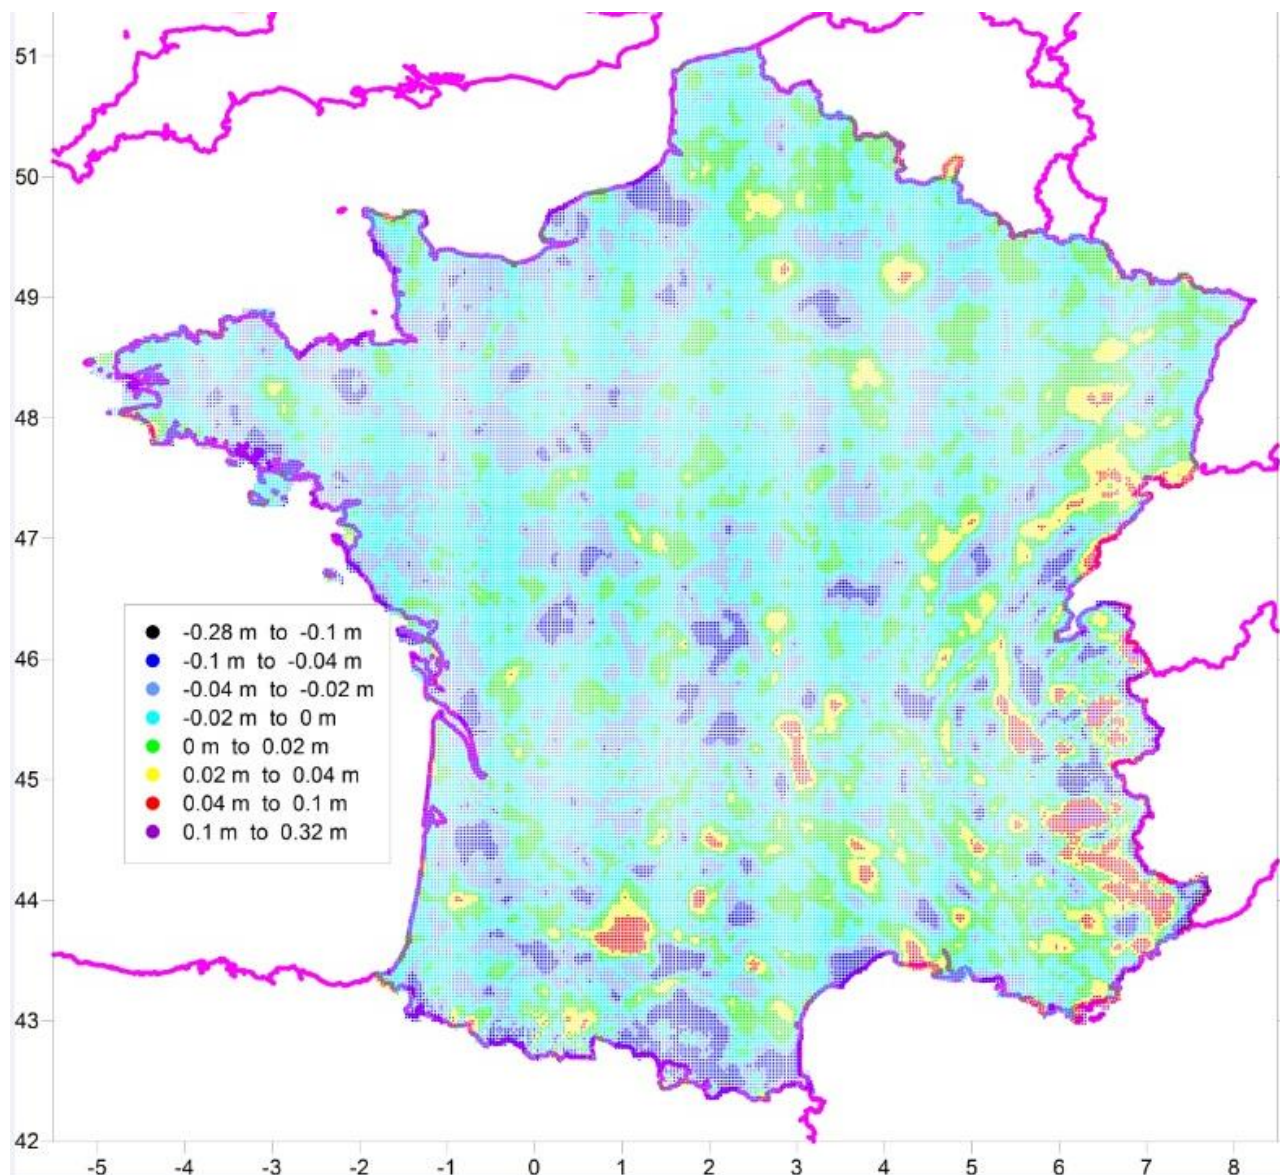 51
50
49
48
47
46
45
44
43
42
-0.28 m to -0.1 m
-0.1 m to -0.04 m
-0.04 m to -0.02 m
-0.02 m to 0 m
0 m to 0.02 m
0.02 m to 0.04 m
0.04 m to 0.1 m
0.1 m to 0.32 m
-5 -4 -3 -2 -1 0 1 2 3 4 5 6 7 8